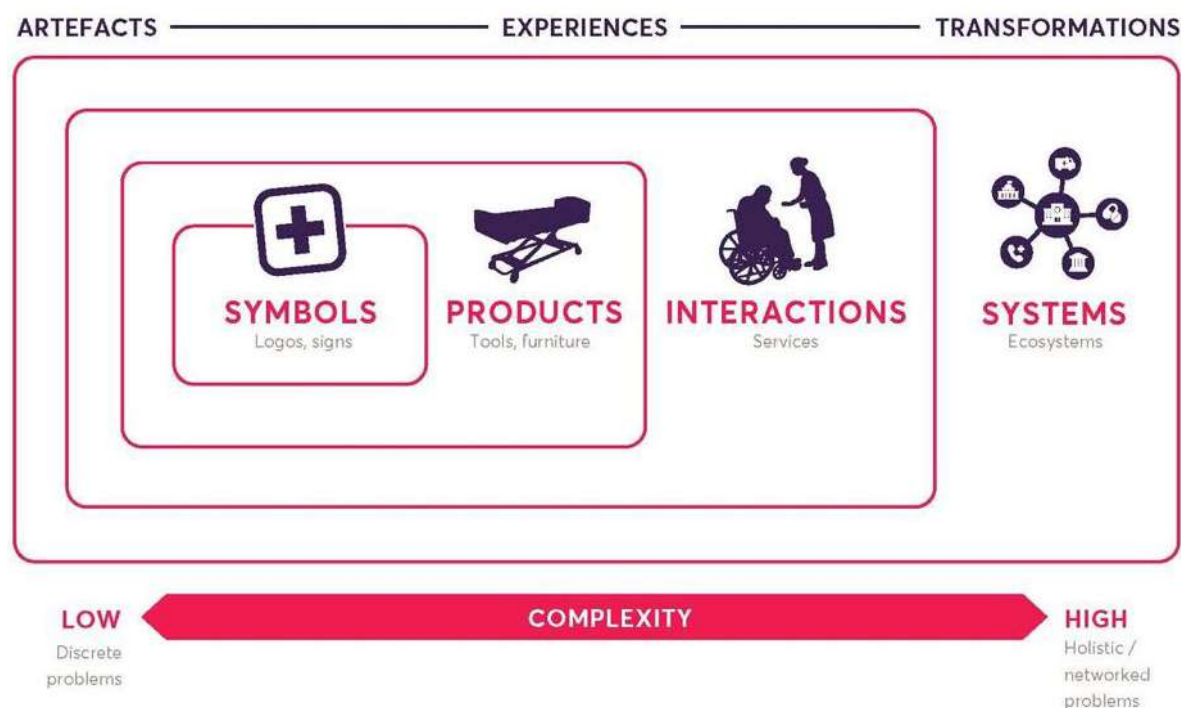 ARTEFACTS EXPERIENCES TRANSFORMATIONS
SYMBOLS
Logos, signs
PRODUCTS
Tools, furniture
INTERACTIONS
Services
SYSTEMS
Ecosystems
LOW
Discrete
problems
COMPLEXITY
HIGH
Holistic /
networked
problems